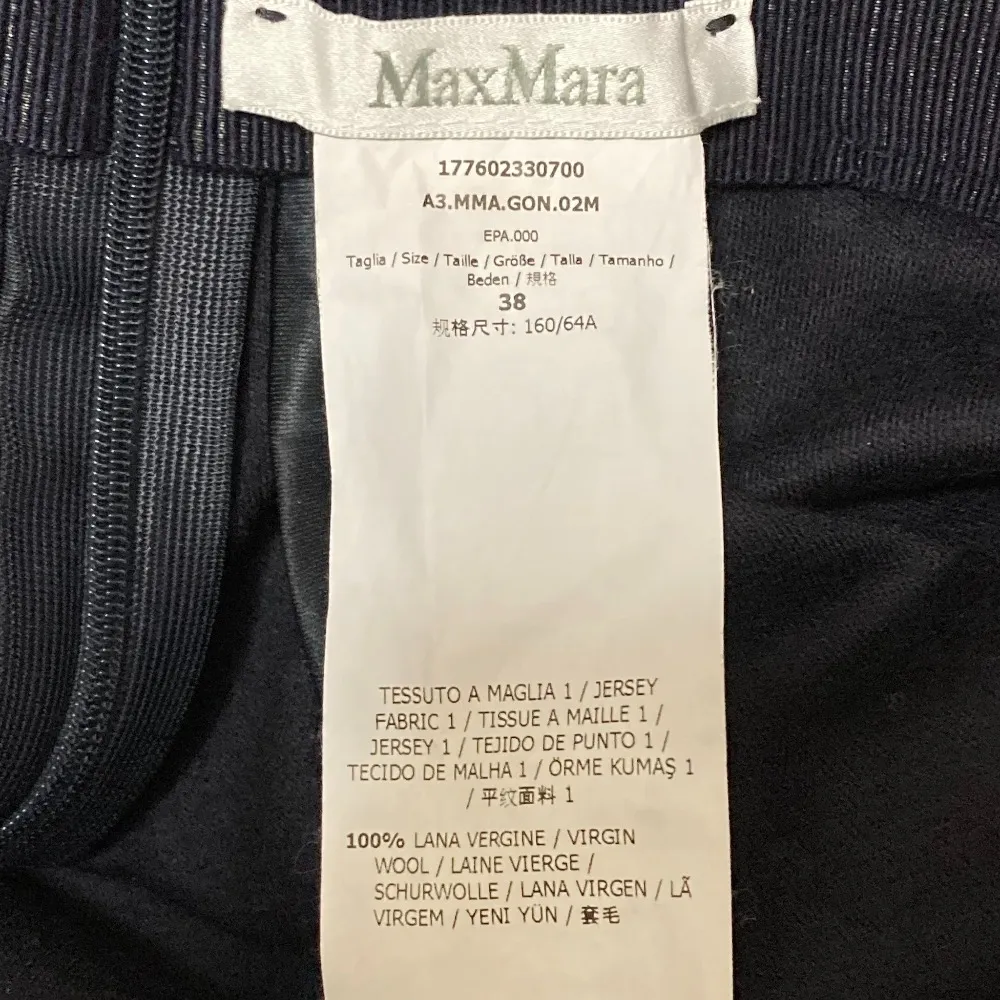 MaxMara
177602330700
A3.MMA.GON.02M
EPA.000
Taglia / Size / Taille / Größe / Talla / Tamanho /
Beden / 規格
38
规格尺寸: 160/64A
TESSUTO A MAGLIA 1 / JERSEY
FABRIC 1 / TISSUE A MAILLE 1 /
JERSEY 1 / TEJIDO DE PUNTO 1 /
TECIDO DE MALHA 1 / ÖRME KUMAŞ 1
/ 平纹面料 1
100% LANA VERGINE / VIRGIN
WOOL / LAINE VIERGE /
SCHURWOLLE / LANA VIRGEN / LÃ
VIRGEM / YENI YÜN / 套毛